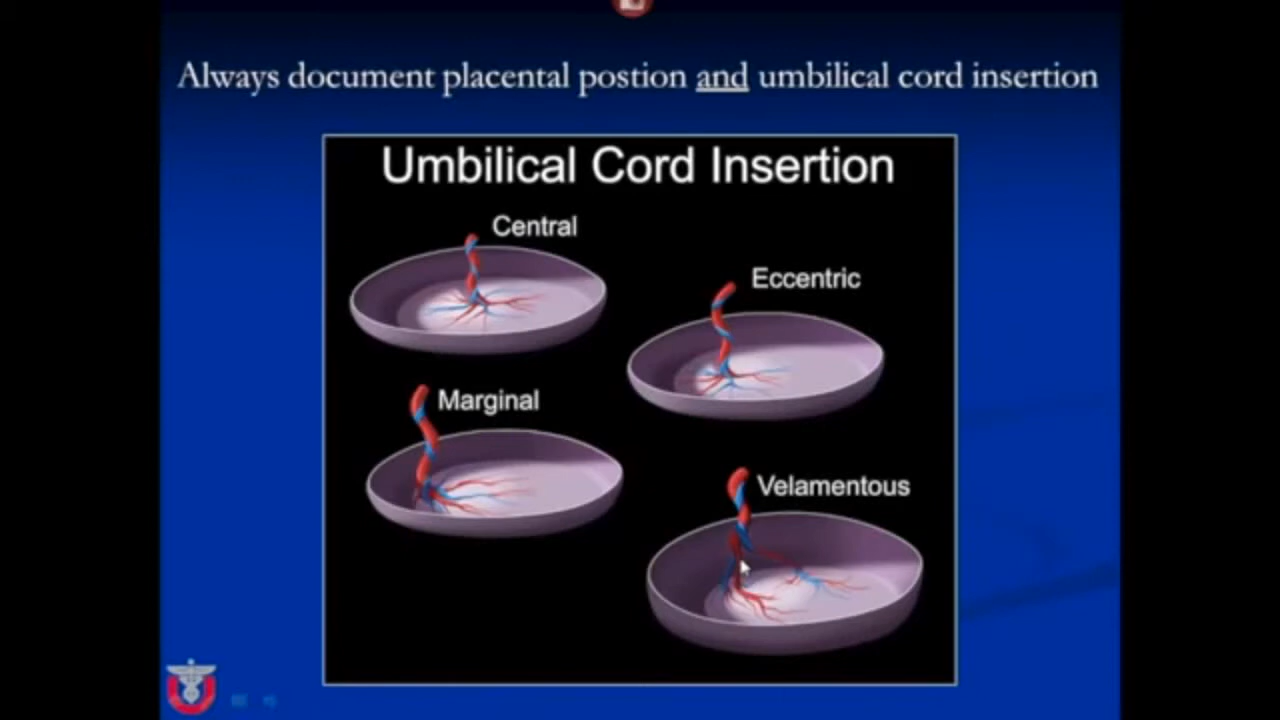 Always document placental postion and umbilical cord insertion
Umbilical Cord Insertion
Central
Eccentric
Marginal
Velamentous